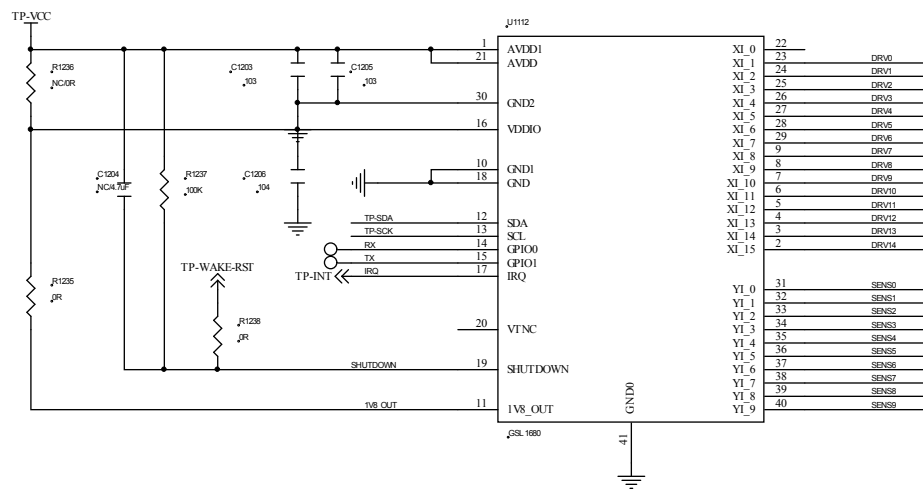 TP-VCC
U1112
R1236
NC/0R
C1203
103
C1205
103
C1204
NC/4.7uF
R1237
100K
C1206
104
TP-SDA
TP-SCK
RX
TX
TP-INT
IRQ
TP-WAKE-RST
R1235
0R
R1238
0R
SHUTDOWN
1V8_OUT
1 AVDD1
21 AVDD
30 GND2
16 VDDIO
10 GND1
18 GND
12 SDA
13 SCL
14 GPIO0
15 GPIO1
17 IRQ
20 VTNC
19 SHUTDOWN
11 1V8_OUT
GND0
41
GSL1680
XI_0 22
XI_1 23 DRV0
XI_2 24 DRV1
XI_3 25 DRV2
XI_4 26 DRV3
XI_5 27 DRV4
XI_6 28 DRV5
XI_7 29 DRV6
XI_8 9 DRV7
XI_9 8 DRV8
XI_10 7 DRV9
XI_11 6 DRV10
XI_12 5 DRV11
XI_13 4 DRV12
XI_14 3 DRV13
XI_15 2 DRV14
YI_0 31 SENS0
YI_1 32 SENS1
YI_2 33 SENS2
YI_3 34 SENS3
YI_4 35 SENS4
YI_5 36 SENS5
YI_6 37 SENS6
YI_7 38 SENS7
YI_8 39 SENS8
YI_9 40 SENS9